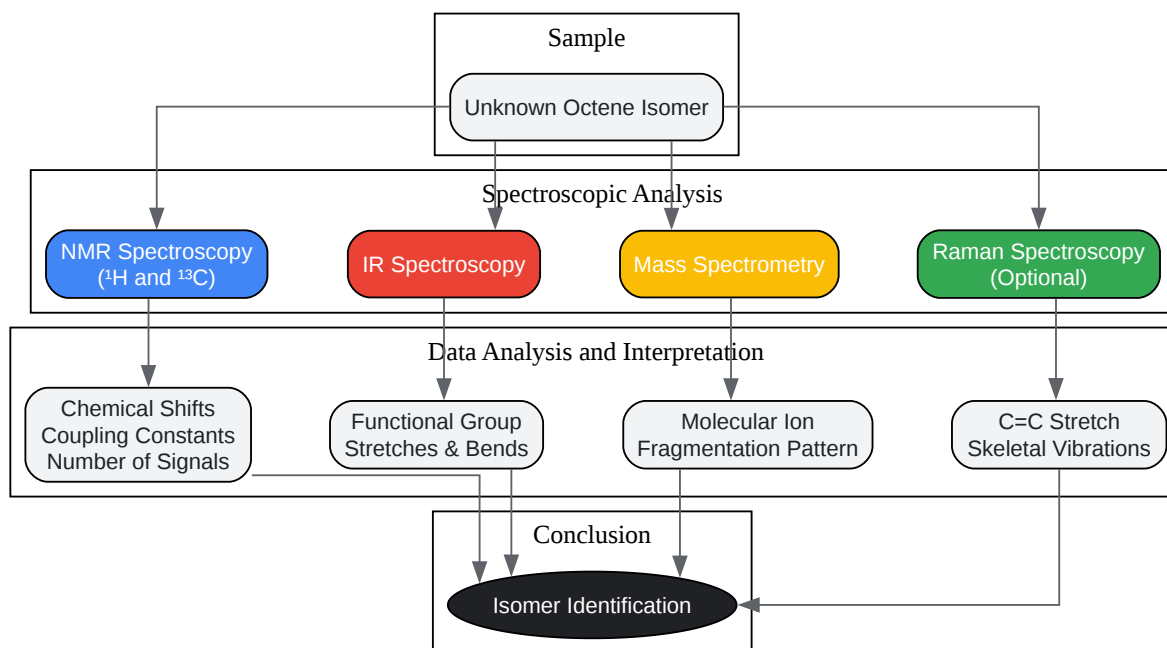 Sample
Unknown Octene Isomer
Spectroscopic Analysis
NMR Spectroscopy
(¹H and ¹³C)
IR Spectroscopy
Mass Spectrometry
Raman Spectroscopy
(Optional)
Data Analysis and Interpretation
Chemical Shifts
Coupling Constants
Number of Signals
Functional Group
Stretches & Bends
Molecular Ion
Fragmentation Pattern
C=C Stretch
Skeletal Vibrations
Conclusion
Isomer Identification